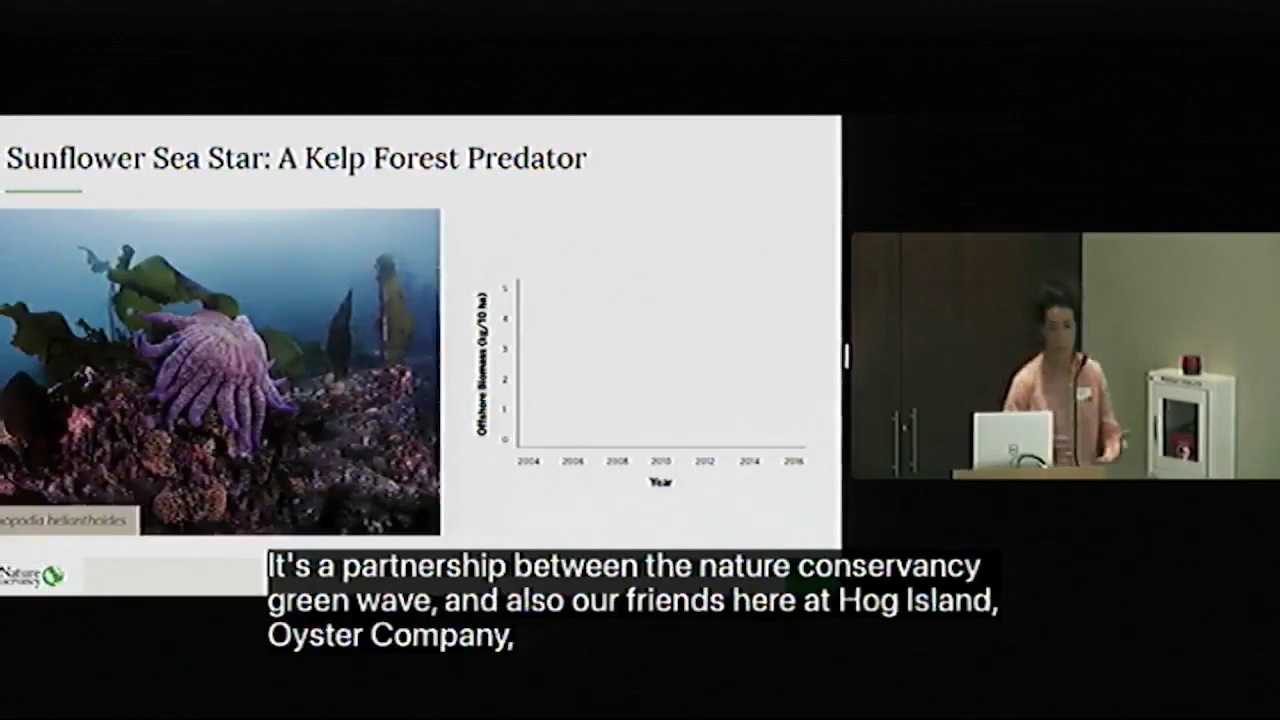 Sunflower Sea Star: A Kelp Forest Predator
Offshore Biomass (kg/10 ha)
5
4
3
2
1
0
2004 2006 2008 2010 2012 2014 2016
Year
helianthoides
Nature
It's a partnership between the nature conservancy
green wave, and also our friends here at Hog Island,
Oyster Company,